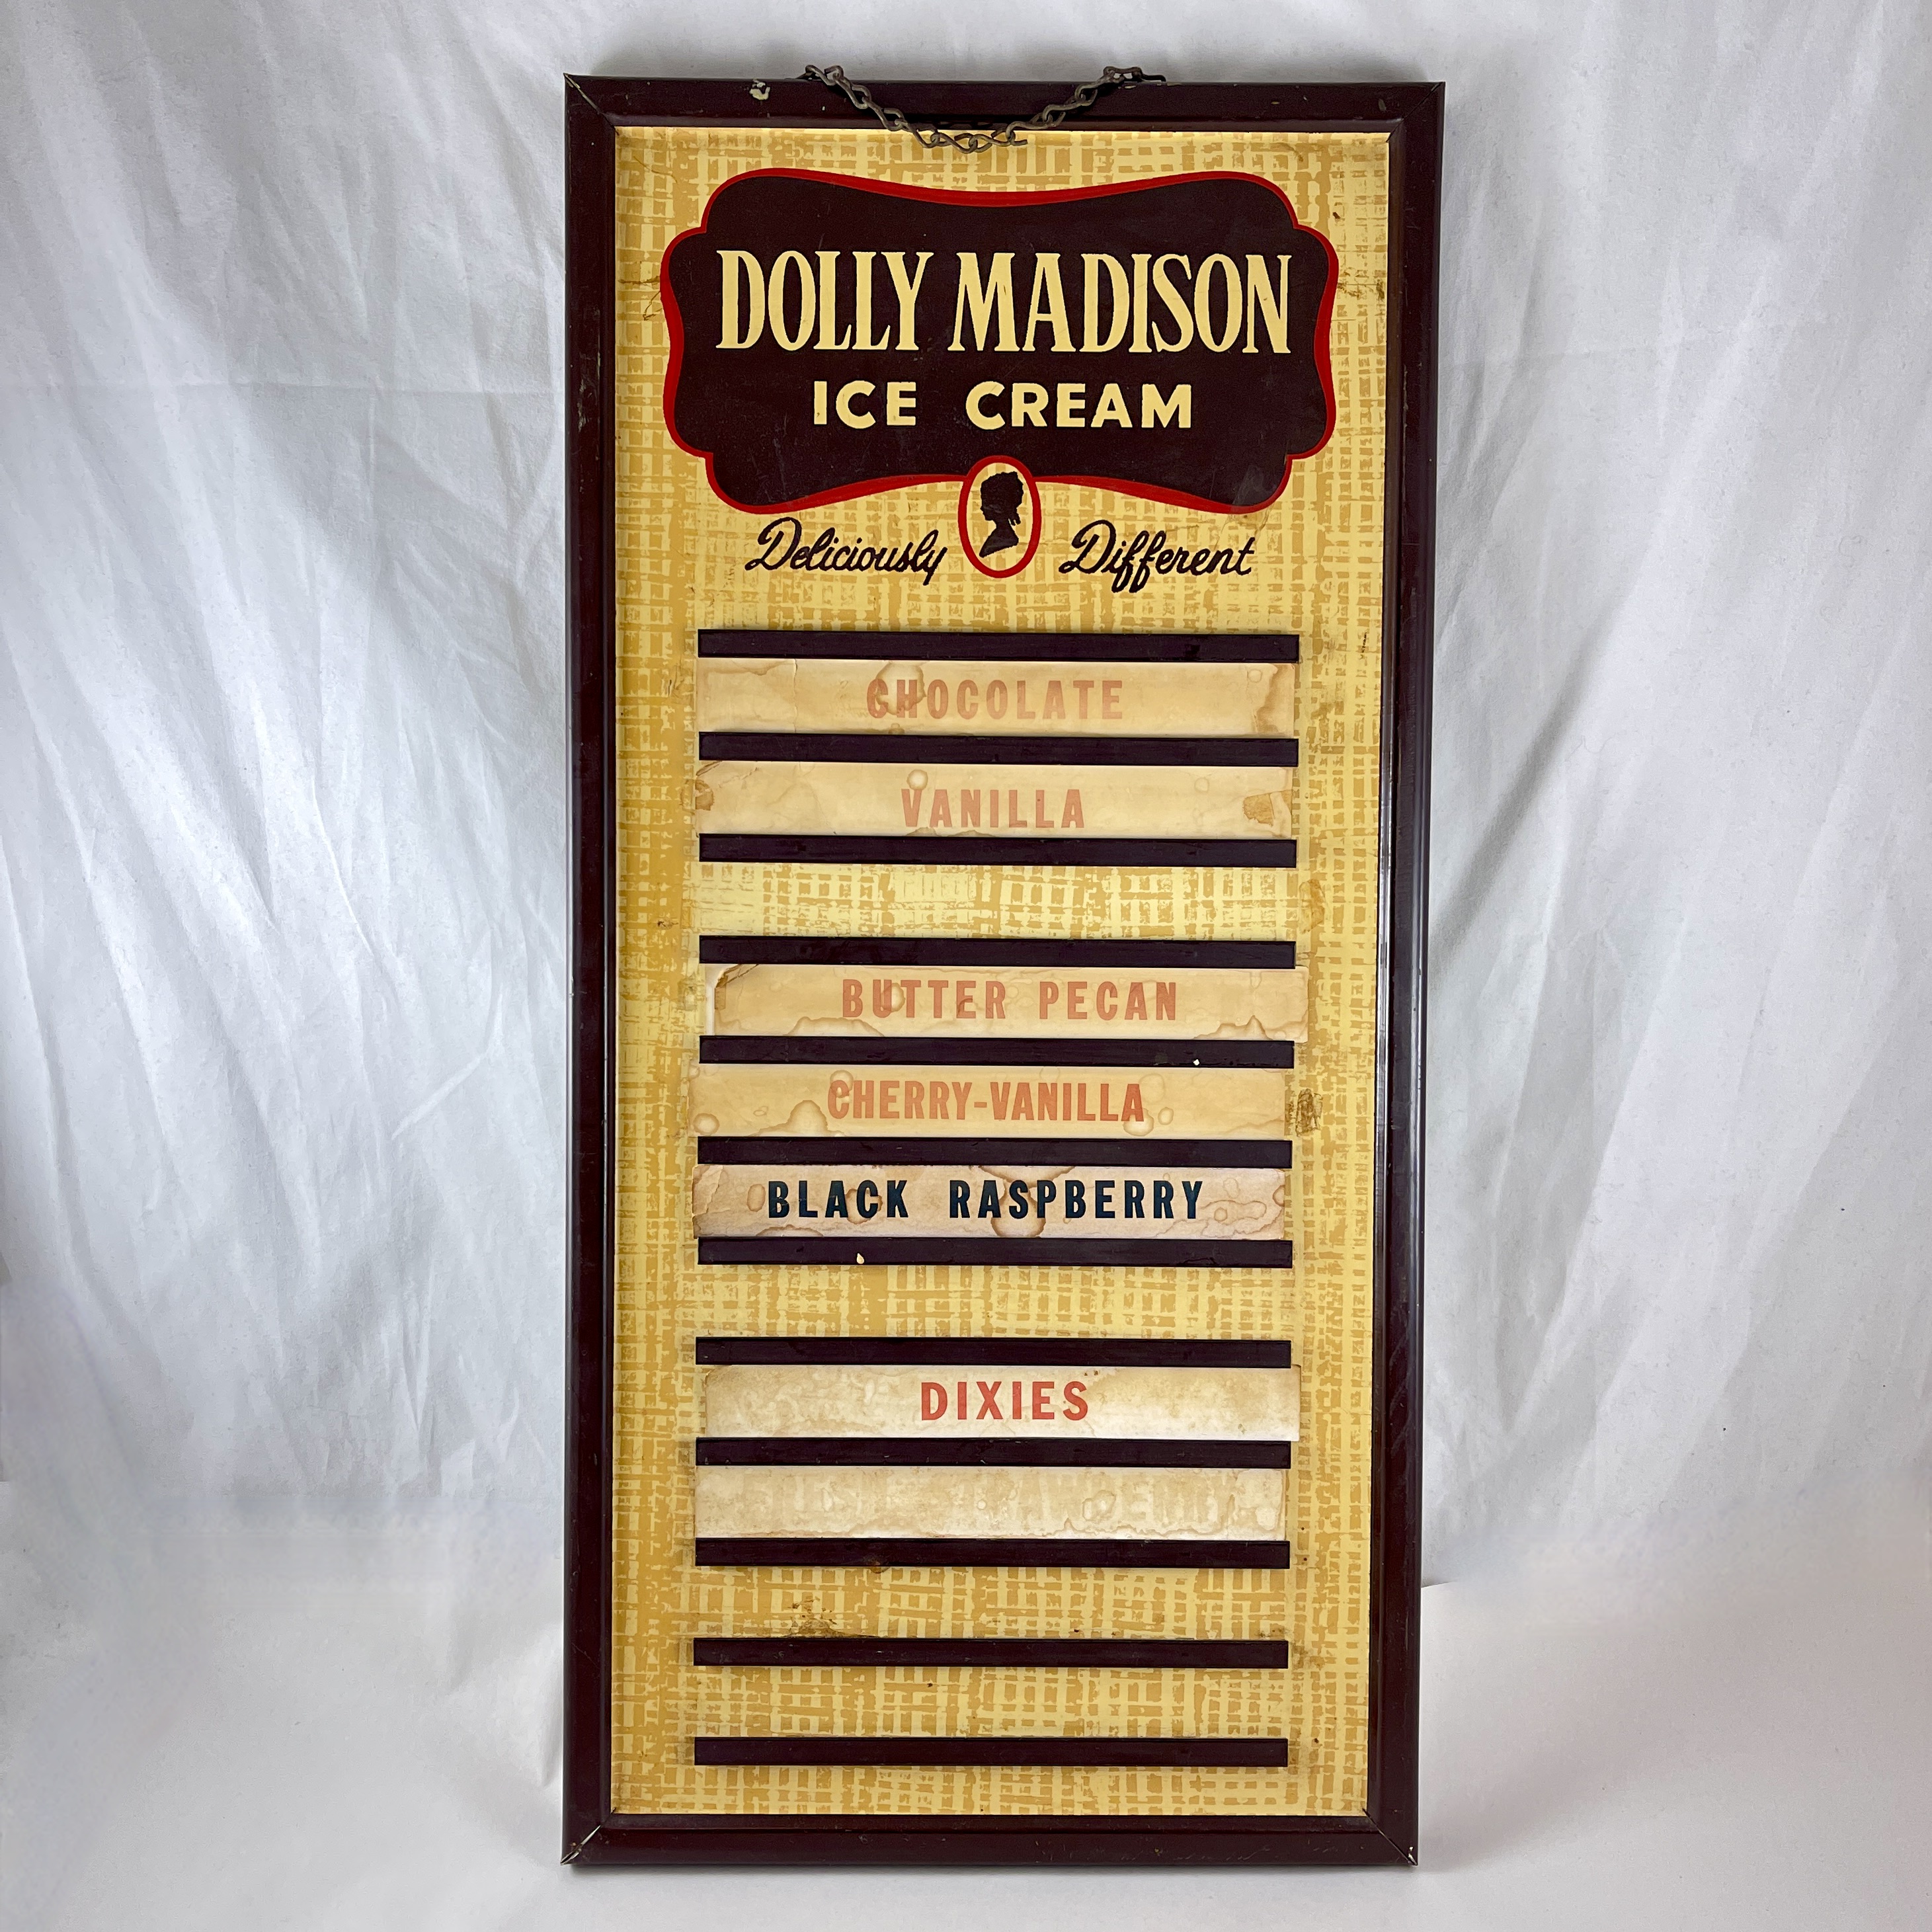 DOLLY MADISON
ICE CREAM
Deliciously Different
CHOCOLATE
VANILLA
BUTTER PECAN
CHERRY-VANILLA
BLACK RASPBERRY
DIXIES